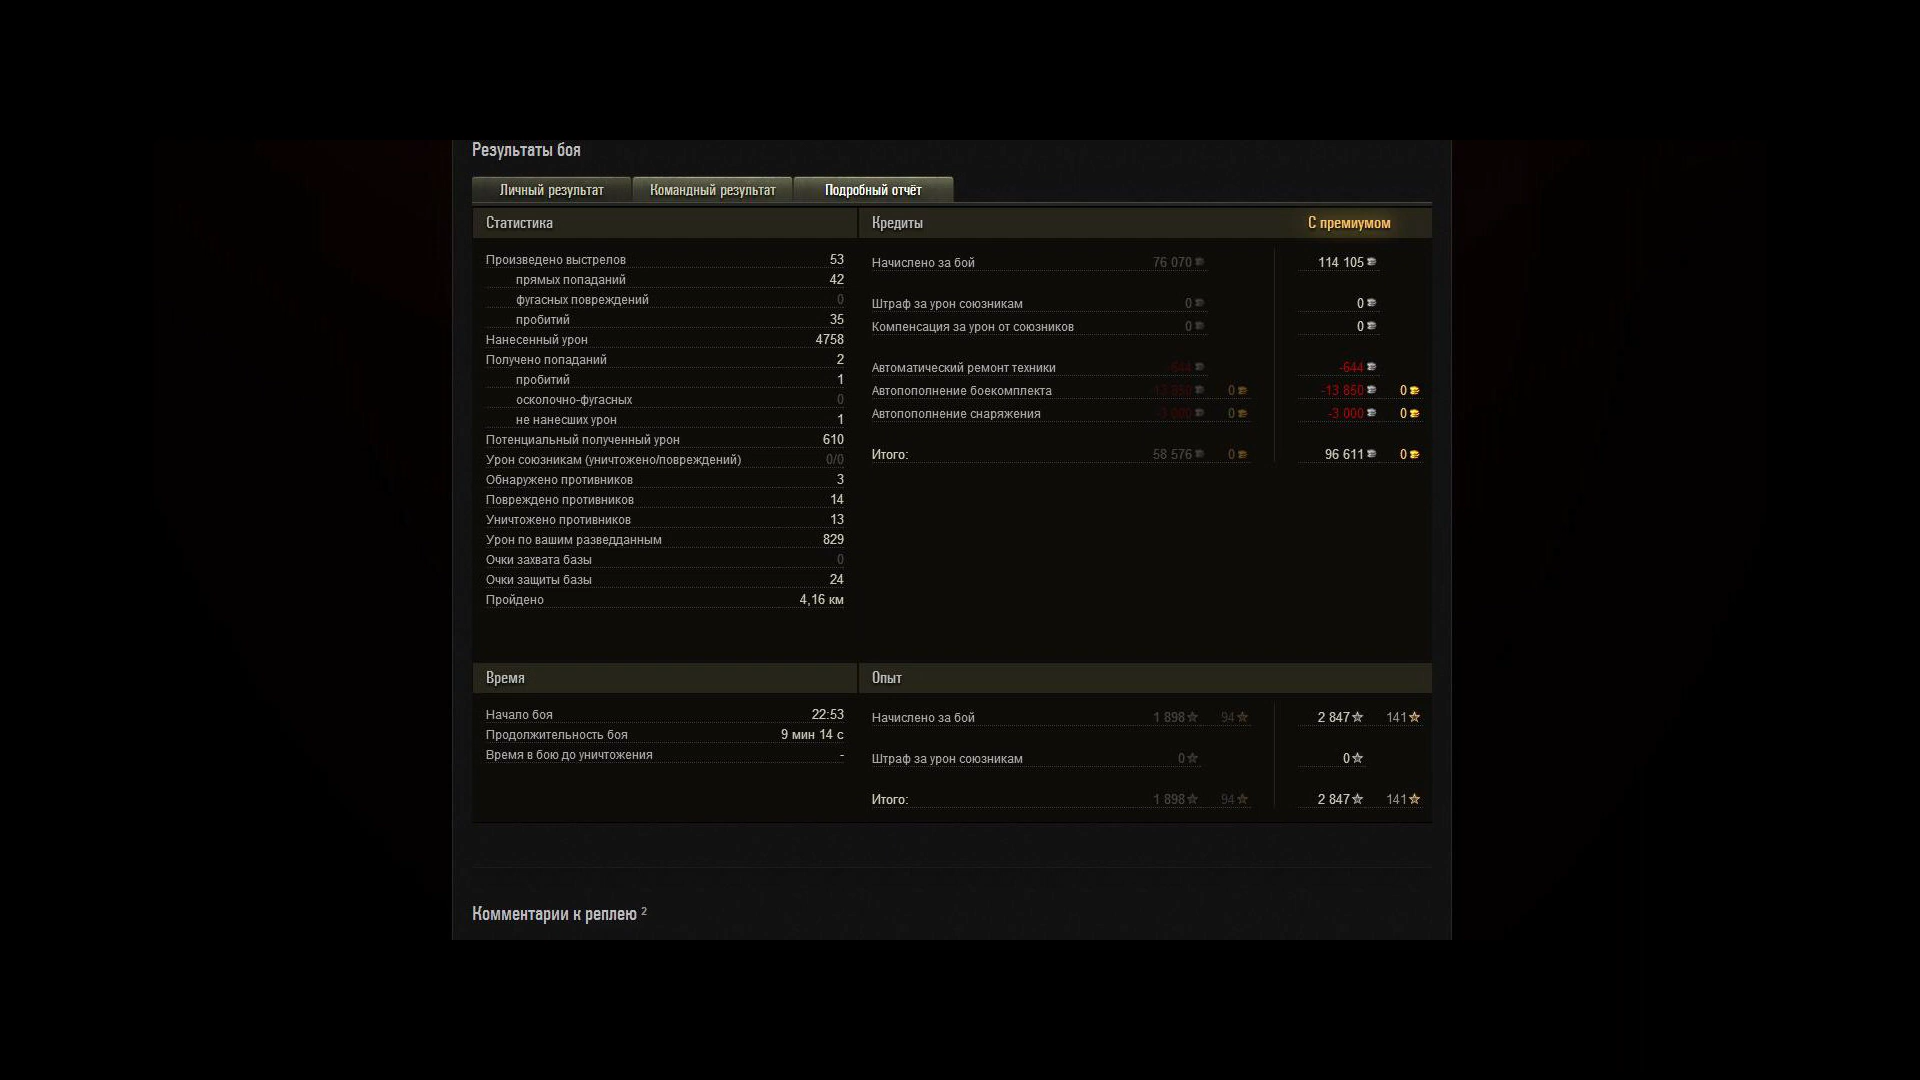 Результаты боя
Личный результат Командный результат Подробный отчёт
Статистика
Произведено выстрелов 53
прямых попаданий 42
фугасных повреждений 0
пробитий 35
Нанесенный урон 4758
Получено попаданий 2
пробитий 1
осколочно-фугасных 0
не нанесших урон 1
Потенциальный полученный урон 610
Урон союзникам (уничтожено/повреждений) 0/0
Обнаружено противников 3
Повреждено противников 14
Уничтожено противников 13
Урон по вашим разведданным 829
Очки захвата базы 0
Очки защиты базы 24
Пройдено 4,16 км
Кредиты С премиумом
Начислено за бой 76 070 114 105
Штраф за урон союзникам 0 0
Компенсация за урон от союзников 0 0
Автоматический ремонт техники -644 -644
Автопополнение боекомплекта -13 850 0 -13 850 0
Автопополнение снаряжения -3 000 0 -3 000 0
Итого: 58 576 0 96 611 0
Время
Начало боя 22:53
Продолжительность боя 9 мин 14 с
Время в бою до уничтожения -
Опыт
Начислено за бой 1 898 94 2 847 141
Штраф за урон союзникам 0 0
Итого: 1 898 94 2 847 141
Комментарии к реплею 2